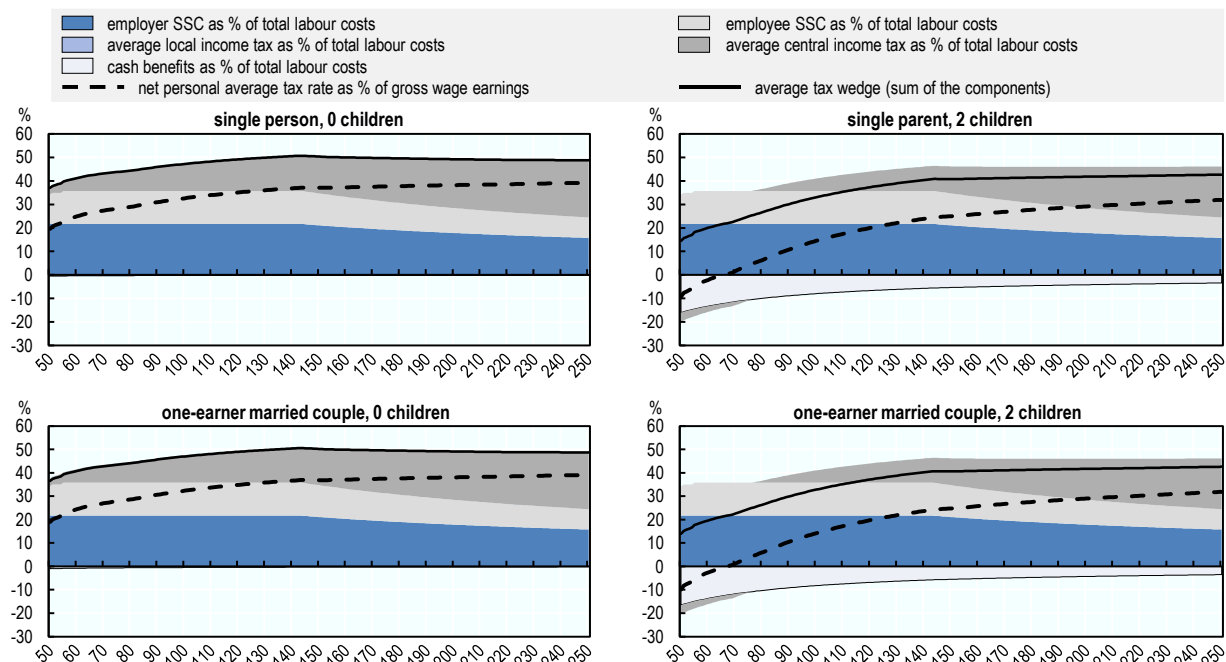 employer SSC as % of total labour costs
employee SSC as % of total labour costs
average local income tax as % of total labour costs
average central income tax as % of total labour costs
cash benefits as % of total labour costs
net personal average tax rate as % of gross wage earnings
average tax wedge (sum of the components)
%
single person, 0 children
60
50
40
30
20
10
0
-10
-20
-30
50 60 70 80 90 100 110 120 130 140 150 160 170 180 190 200 210 220 230 240 250
%
single parent, 2 children
60
50
40
30
20
10
0
-10
-20
-30
50 60 70 80 90 100 110 120 130 140 150 160 170 180 190 200 210 220 230 240 250
%
one-earner married couple, 0 children
60
50
40
30
20
10
0
-10
-20
-30
50 60 70 80 90 100 110 120 130 140 150 160 170 180 190 200 210 220 230 240 250
%
one-earner married couple, 2 children
60
50
40
30
20
10
0
-10
-20
-30
50 60 70 80 90 100 110 120 130 140 150 160 170 180 190 200 210 220 230 240 250